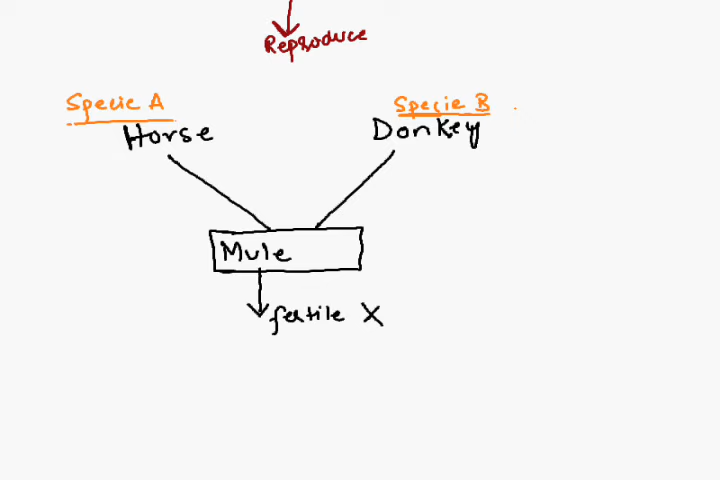 Reproduce
Specie A Specie B
Horse Donkey
Mule
fertile X